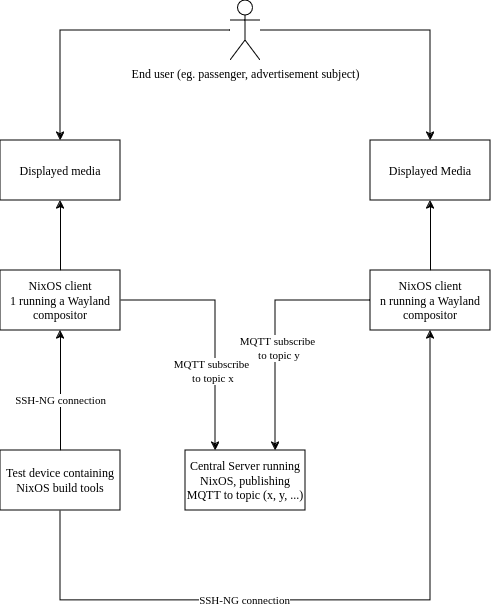 End user (eg. passenger, advertisement subject)
Displayed media
Displayed Media
NixOS client
1 running a Wayland
compositor
NixOS client
n running a Wayland
compositor
MQTT subscribe
to topic y
MQTT subscribe
to topic x
SSH-NG connection
Test device containing
NixOS build tools
Central Server running
NixOS, publishing
MQTT to topic (x, y, ...)
SSH-NG connection